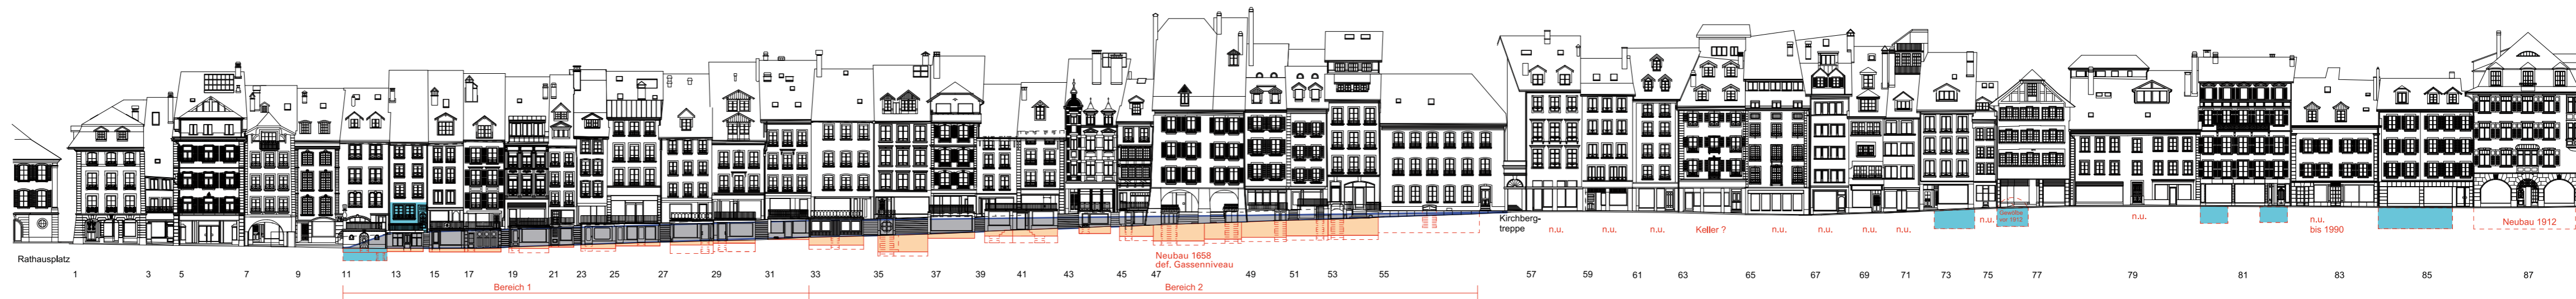 Rathausplatz
1 3 5 7 9 11 13 15 17 19 21 23 25 27 29 31 33 35 37 39 41 43 45 47 49 51 53 55 57 59 61 63 65 67 69 71 73 75 77 79 81 83 85 87
Bereich 1
Bereich 2
Neubau 1658
def. Gassenniveau
Kirchberg-
treppe
n.u.
n.u.
n.u.
Keller ?
n.u.
n.u.
n.u.
n.u.
n.u.
Gewölbe
vor 1912
n.u.
n.u.
bis 1990
Neubau 1912